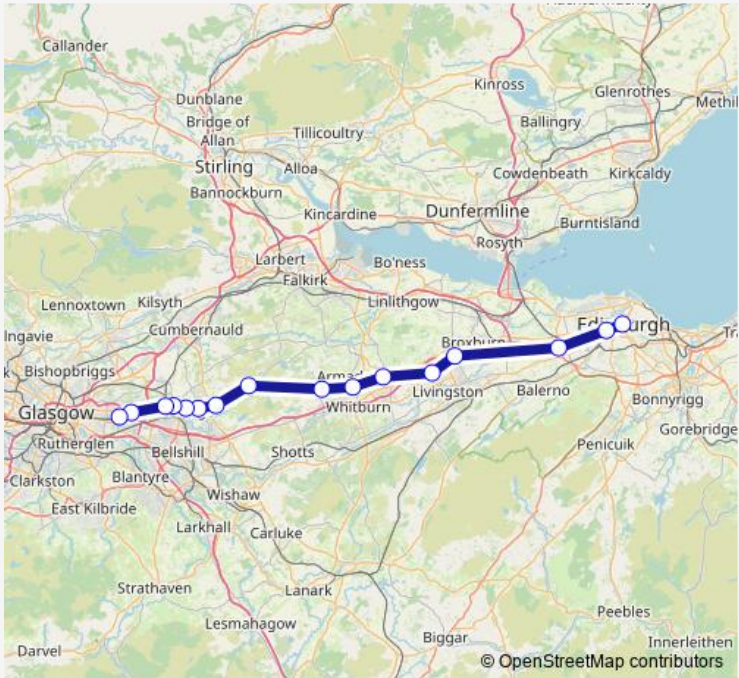 Callander
Kinross
Glenrothes
Methil
Dunblane
Bridge of
Allan
Ballingry
Tillicoultry
Stirling
Alloa
Cowdenbeath
Kirkcaldy
Bannockburn
Kincardine
Dunfermline
Burntisland
Rosyth
Larbert
Bo'ness
Falkirk
Linlithgow
Lennoxtown
Kilsyth
Cumbernauld
Edinburgh
lngavie
Broxburn
Bishopbriggs
Armad
Livingston
Balerno
Bonnyrigg
Glasgow
Whitburn
Rutherglen
Gorebridge
Bellshill
Shotts
Penicuik
Clarkston
Blantyre
Wishaw
East Kilbride
Larkhall
Carluke
Strathaven
Lanark
Peebles
Lesmahagow
Biggar
Innerleithen
Darvel
© OpenStreetMap contributors